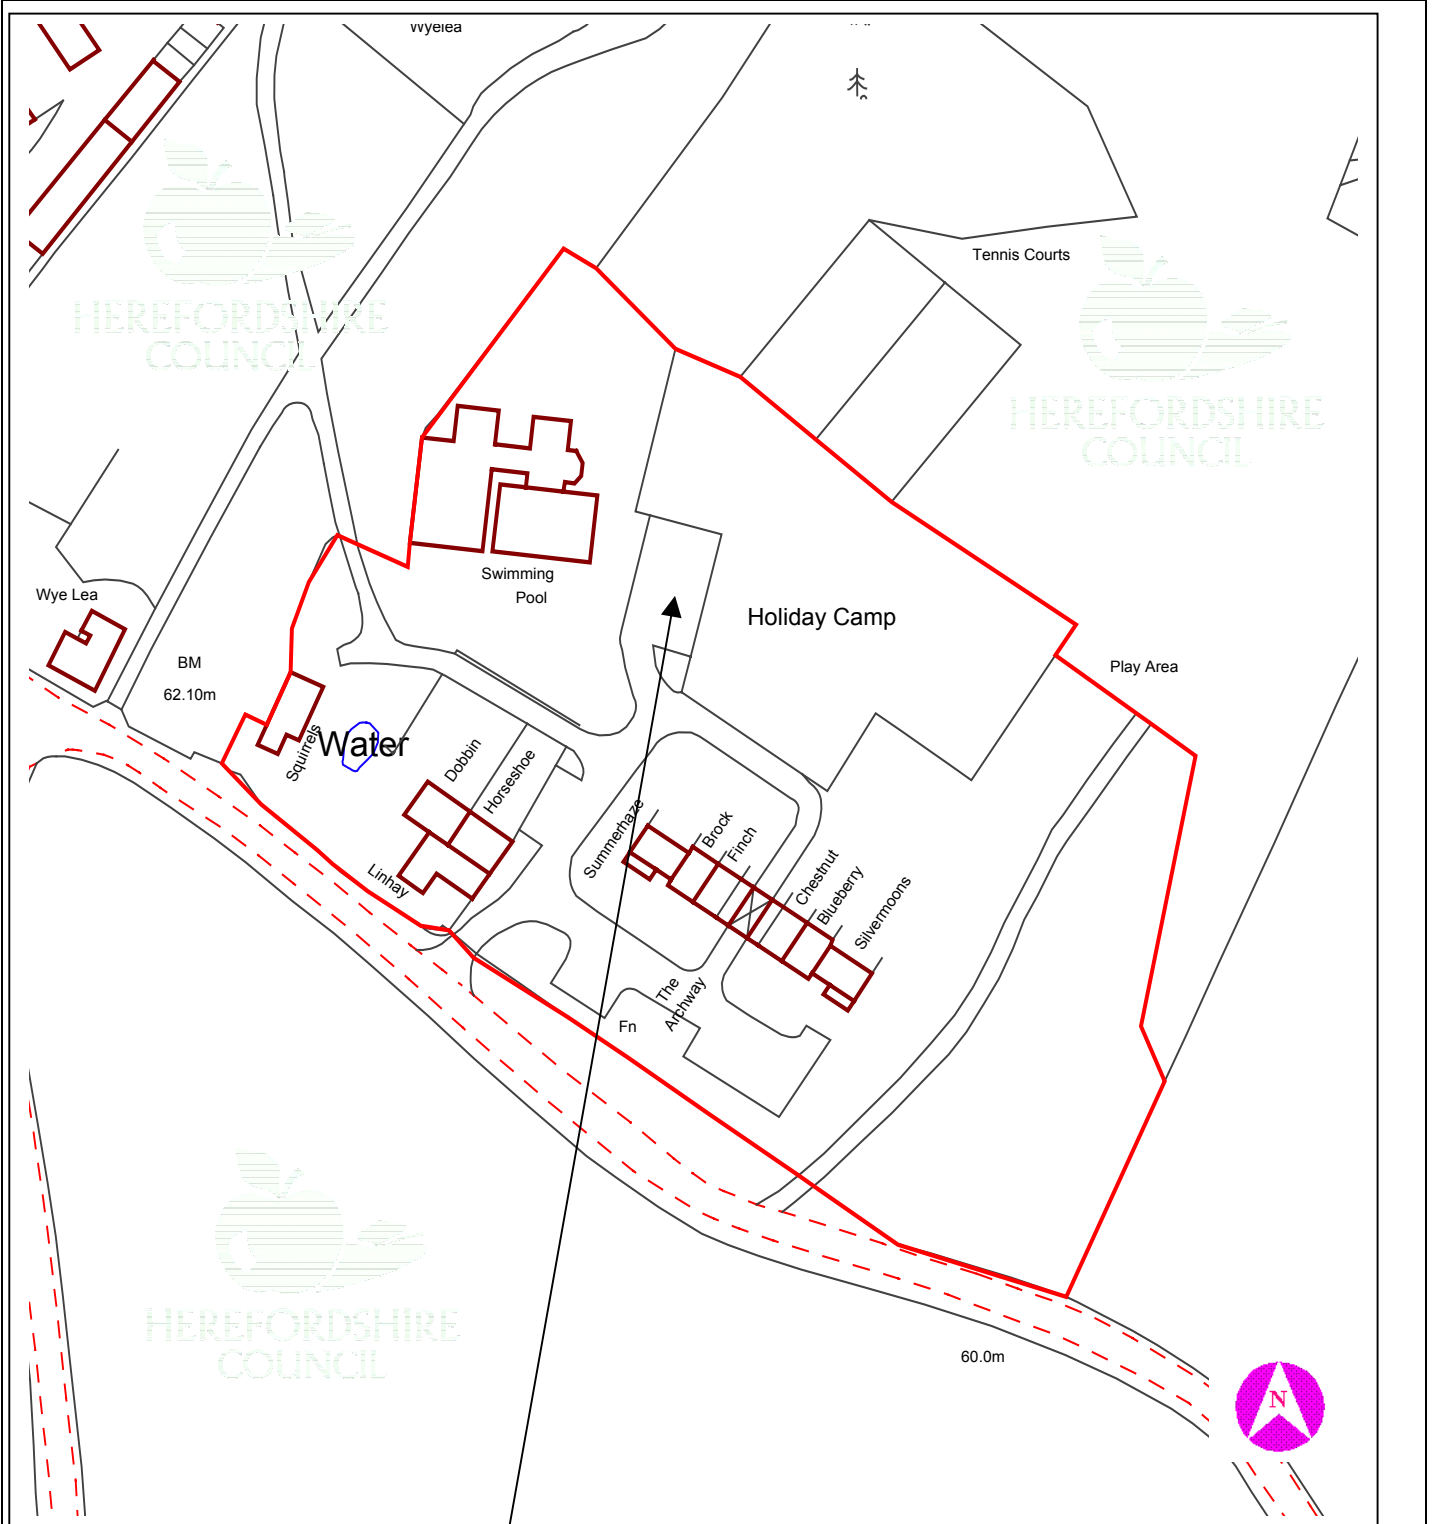 Wyelea
Tennis Courts
HEREFORDSHIRE
COUNCIL
HEREFORDSHIRE
COUNCIL
Swimming
Pool
Wye Lea
Holiday Camp
BM
62.10m
Play Area
Squirrels
Water
Dobbin
Horseshoe
Linhay
Summerhaze
Brock
Finch
Chestnut
Blueberry
Silvermoons
The
Archway
Fn
HEREFORDSHIRE
COUNCIL
60.0m
N